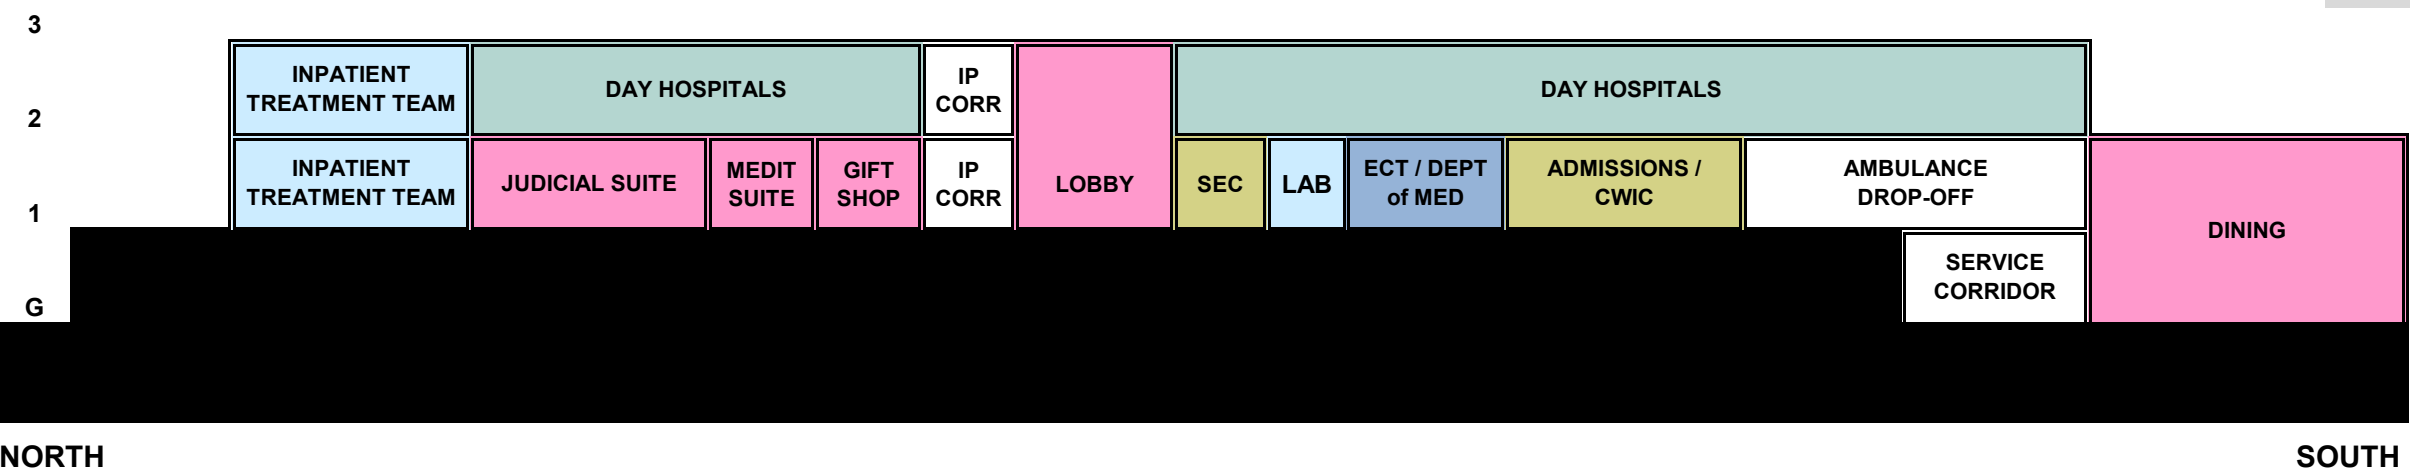 3
INPATIENT
TREATMENT TEAM
DAY HOSPITALS
IP
CORR
DAY HOSPITALS
2
INPATIENT
TREATMENT TEAM
JUDICIAL SUITE
MEDIT
SUITE
GIFT
SHOP
IP
CORR
LOBBY
SEC
LAB
ECT / DEPT
of MED
ADMISSIONS /
CWIC
AMBULANCE
DROP-OFF
1
DINING
SERVICE
CORRIDOR
G
NORTH
SOUTH